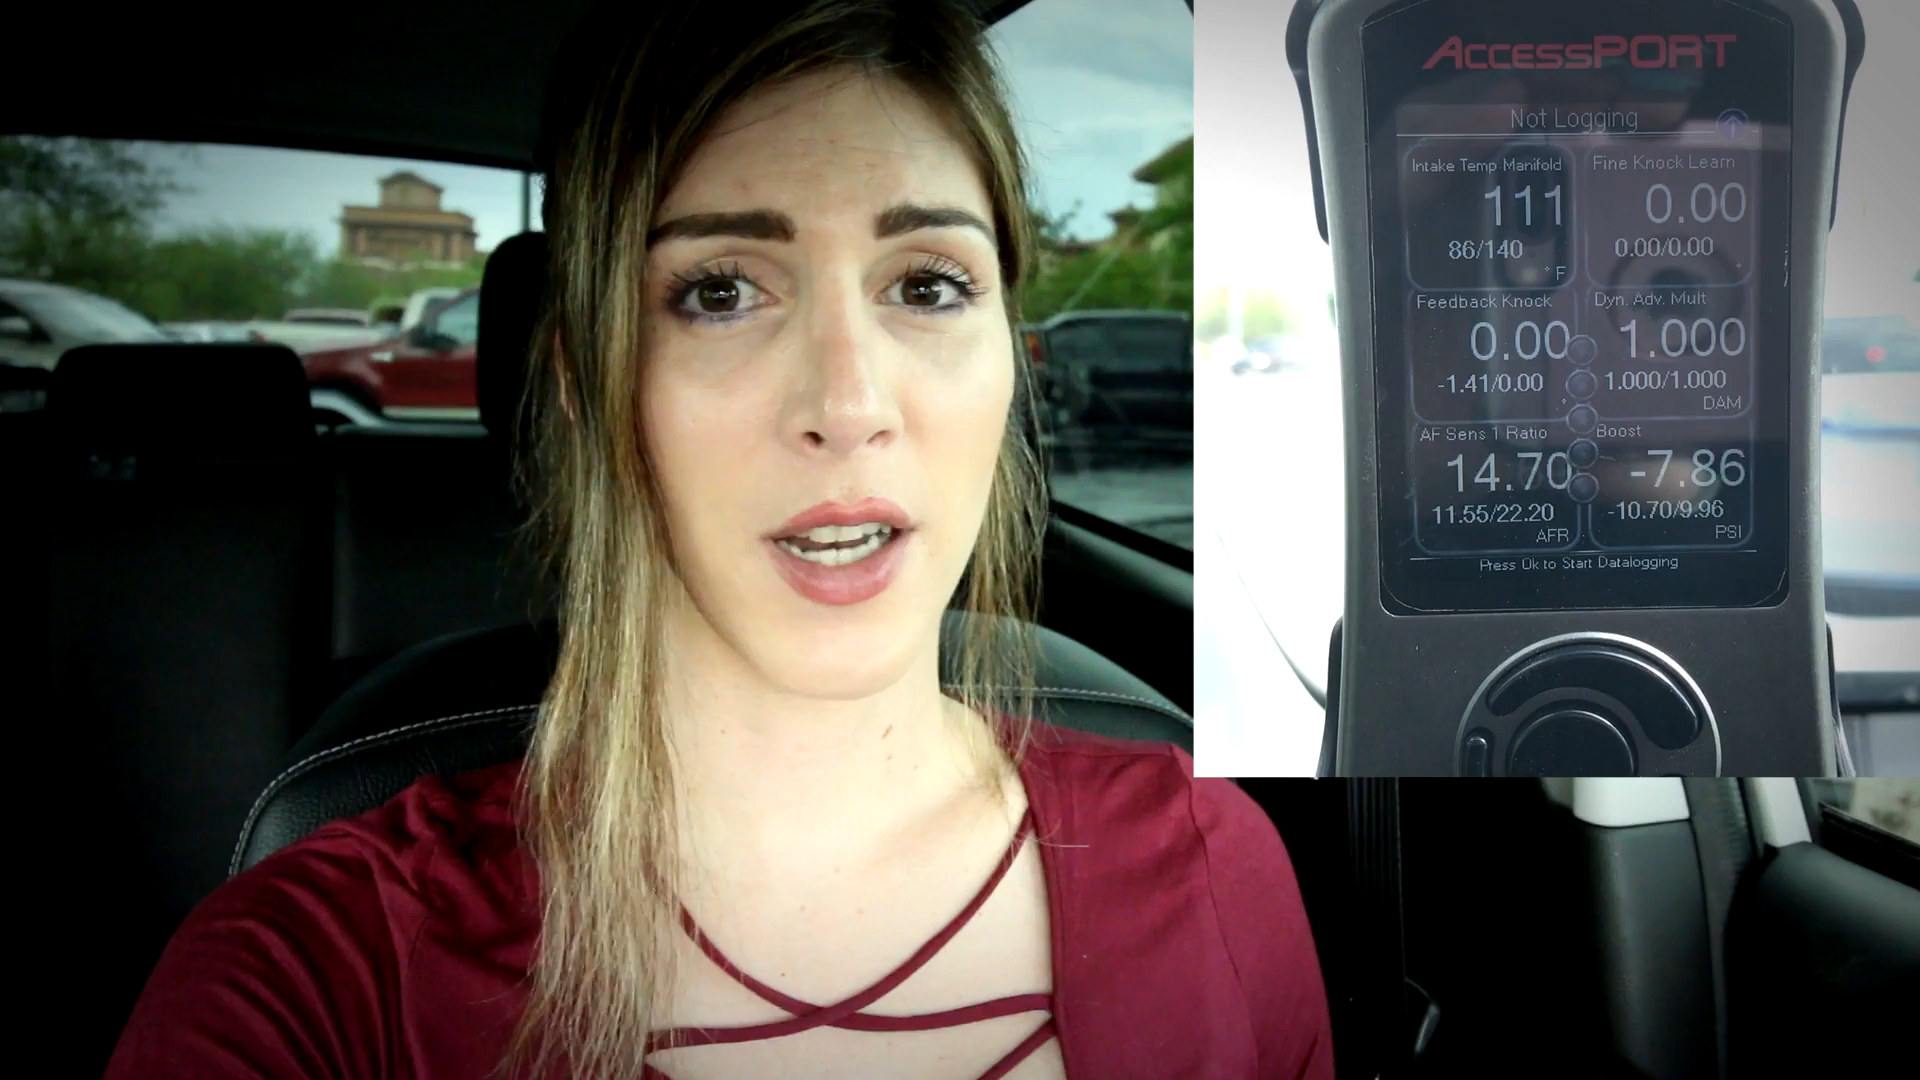 AccessPORT
Not Logging
Intake Temp Manifold
111
86/140
°F
Fine Knock Learn
0.00
0.00/0.00
°
Feedback Knock
0.00
-1.41/0.00
°
Dyn. Adv. Mult
1.000
1.000/1.000
DAM
AF Sens 1 Ratio
14.70
11.55/22.20
AFR
Boost
-7.86
-10.70/9.96
PSI
Press Ok to Start Datalogging